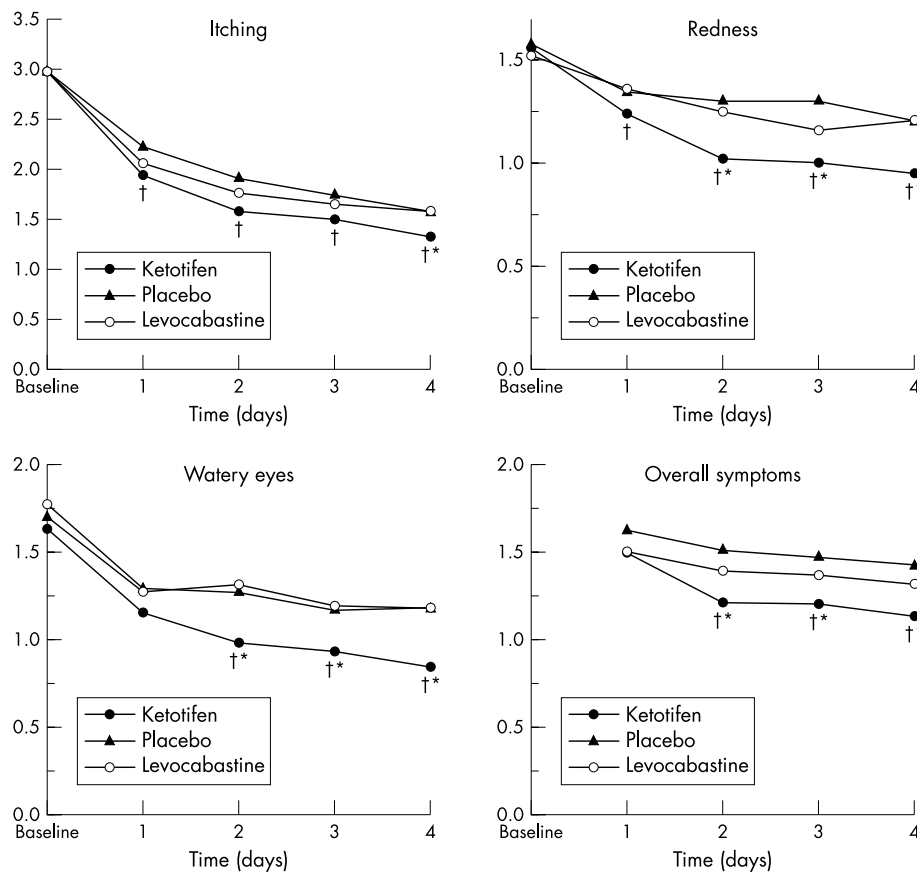 Itching
3.5
3.0
2.5
2.0
1.5
1.0
0.5
0.0
†
†
†
†*
Ketotifen
Placebo
Levocabastine
Baseline 1 2 3 4
Time (days)
Redness
1.5
1.0
0.5
0.0
†
†*
†*
†
Ketotifen
Placebo
Levocabastine
Baseline 1 2 3 4
Time (days)
Watery eyes
2.0
1.5
1.0
0.5
0.0
†*
†*
†*
Ketotifen
Placebo
Levocabastine
Baseline 1 2 3 4
Time (days)
Overall symptoms
2.0
1.5
1.0
0.5
0.0
†*
†*
†
Ketotifen
Placebo
Levocabastine
Baseline 1 2 3 4
Time (days)